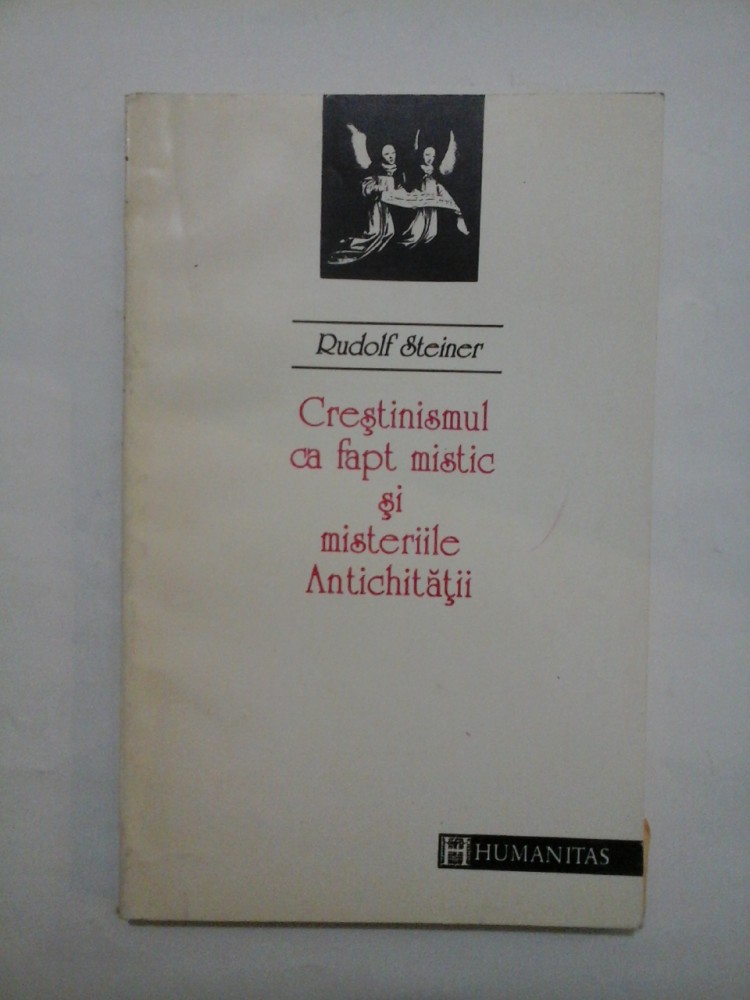 Rudolf Steiner
Creştinismul
ca fapt mistic
şi
misteriile
Antichităţii
H HUMANITAS